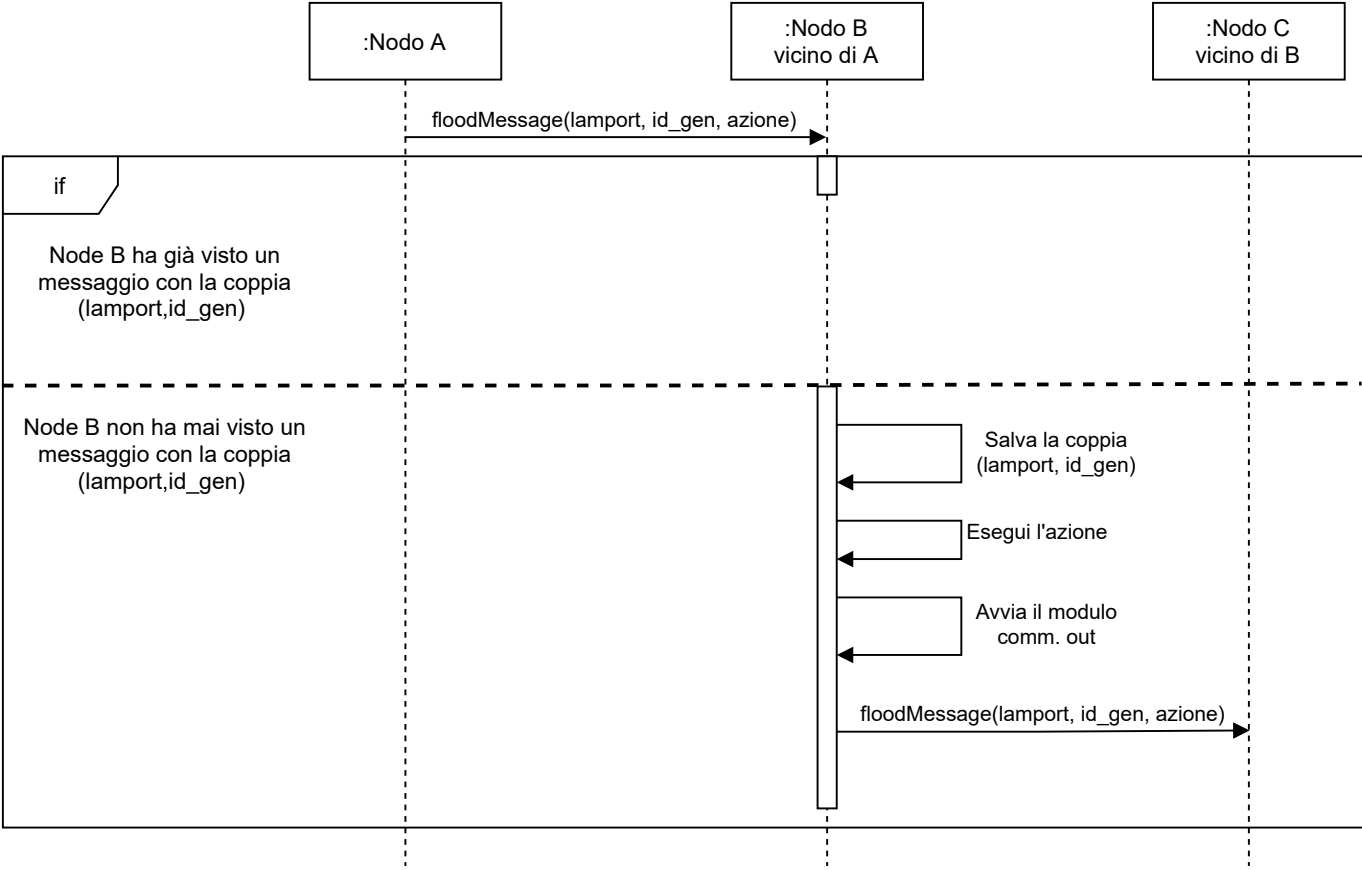 :Nodo A
:Nodo B
vicino di A
:Nodo C
vicino di B
floodMessage(lamport, id_gen, azione)
if
Node B ha già visto un
messaggio con la coppia
(lamport,id_gen)
Node B non ha mai visto un
messaggio con la coppia
(lamport,id_gen)
Salva la coppia
(lamport, id_gen)
Esegui l'azione
Avvia il modulo
comm. out
floodMessage(lamport, id_gen, azione)